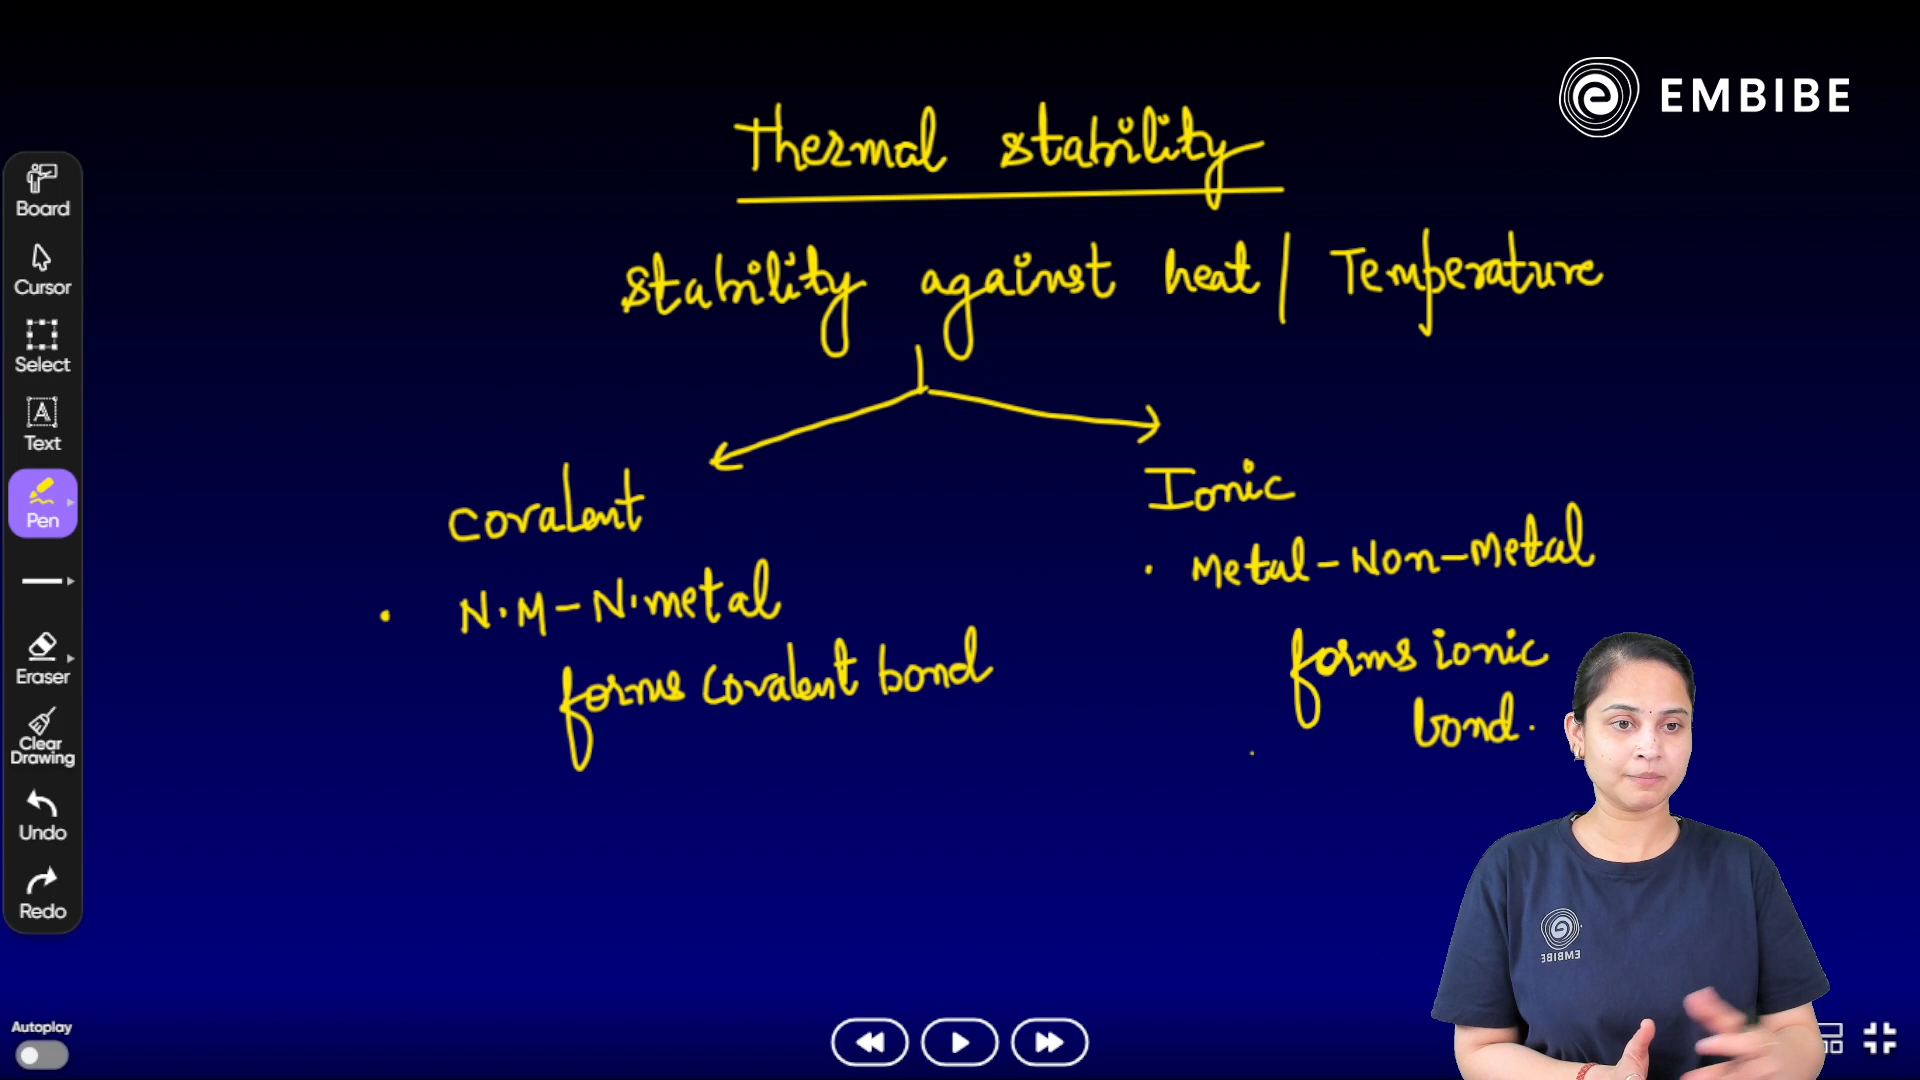 EMBIBE
Thermal stability
Stability against heat / Temperature
Covalent
Ionic
• N.M - N.metal
forms covalent bond
• Metal - Non - Metal
forms ionic
bond.
Board
Cursor
Select
Text
Pen
Eraser
Clear
Drawing
Undo
Redo
Autoplay
EMBIBE